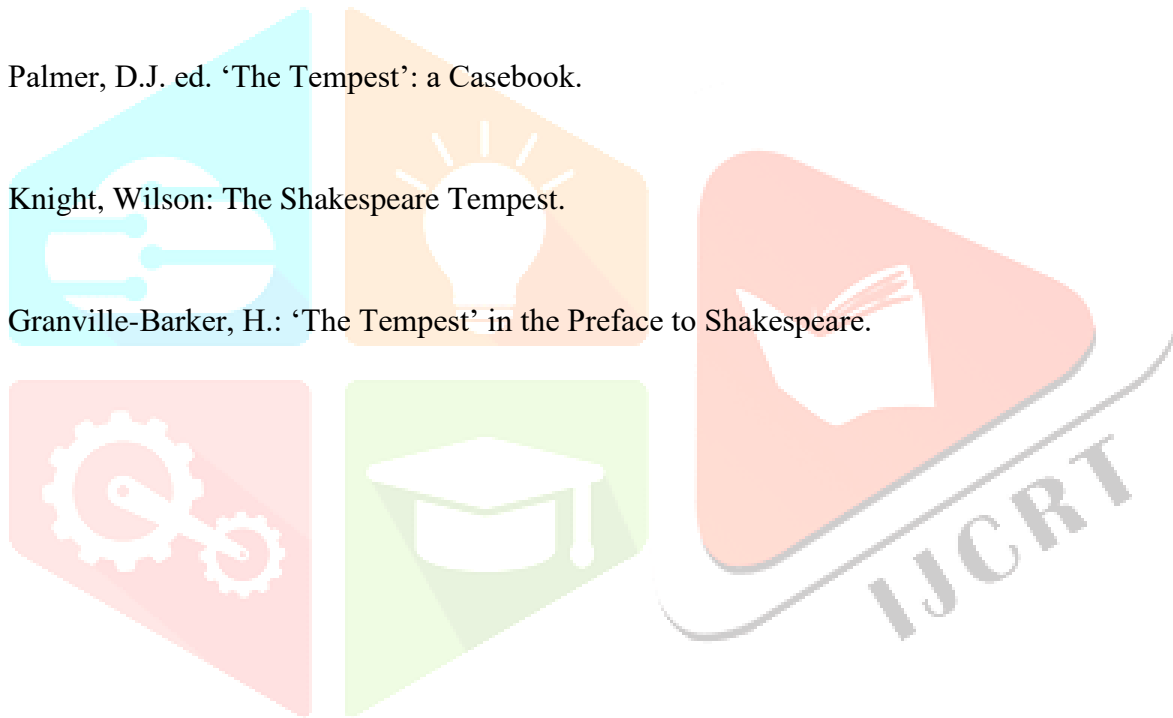 Palmer, D.J. ed. ‘The Tempest’: a Casebook.
Knight, Wilson: The Shakespeare Tempest.
Granville-Barker, H.: ‘The Tempest’ in the Preface to Shakespeare.
IJCRT